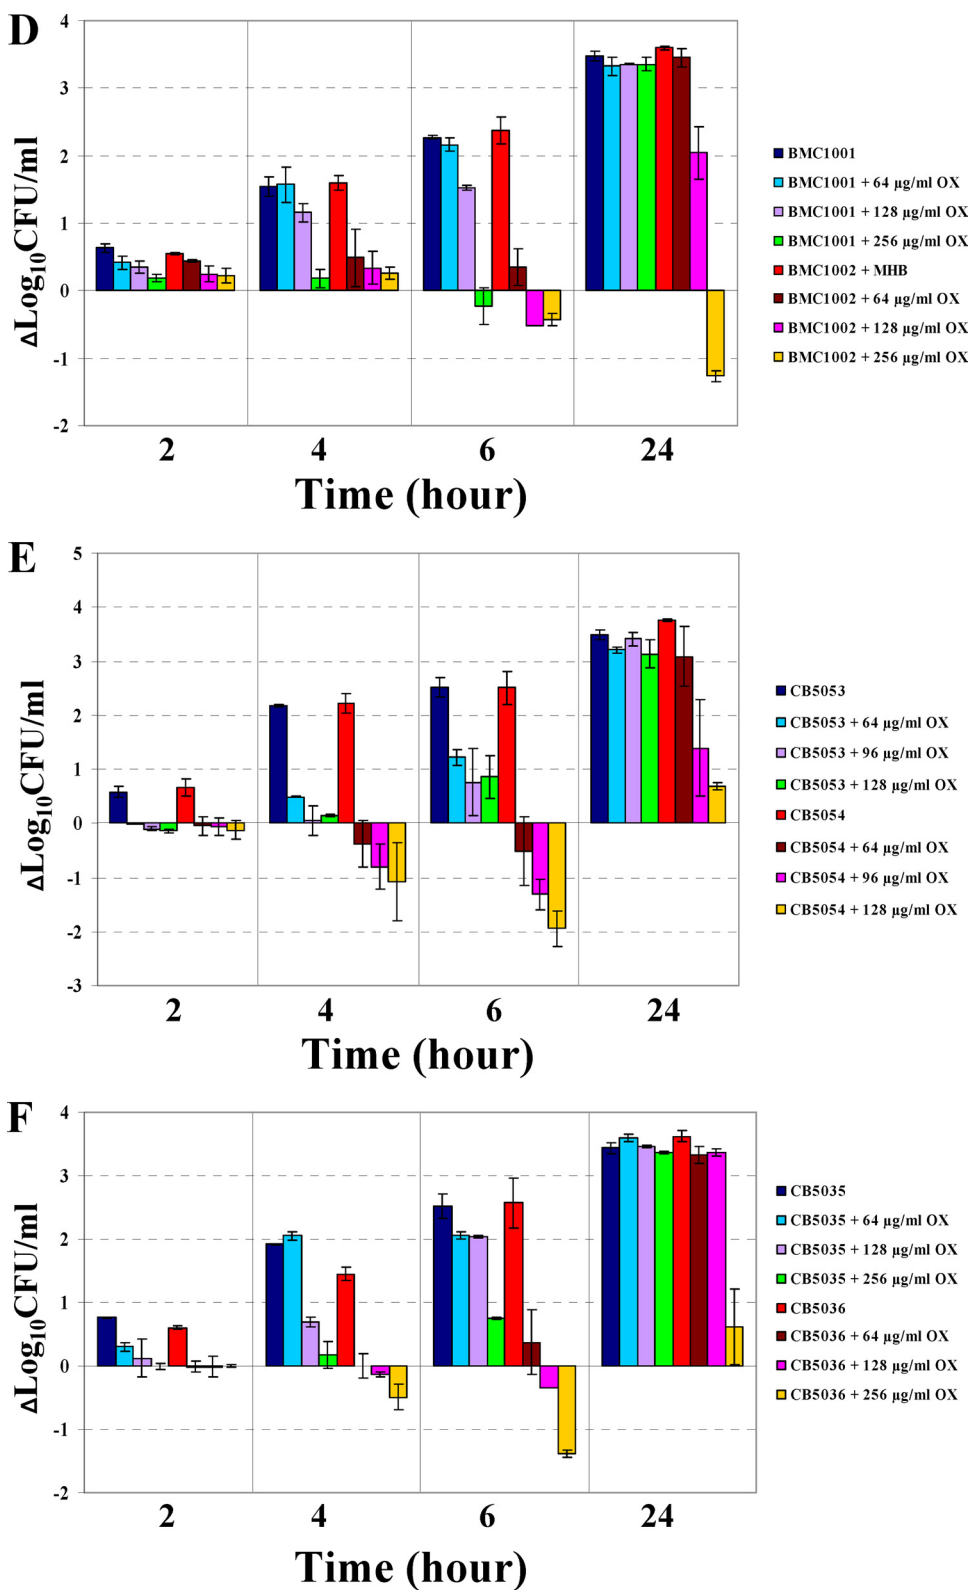 D
4
3
2
1
0
-1
-2
ΔLog10CFU/ml
2 4 6 24
Time (hour)
BMC1001
BMC1001 + 64 µg/ml OX
BMC1001 + 128 µg/ml OX
BMC1001 + 256 µg/ml OX
BMC1002 + MHB
BMC1002 + 64 µg/ml OX
BMC1002 + 128 µg/ml OX
BMC1002 + 256 µg/ml OX
E
5
4
3
2
1
0
-1
-2
-3
ΔLog10CFU/ml
2 4 6 24
Time (hour)
CB5053
CB5053 + 64 µg/ml OX
CB5053 + 96 µg/ml OX
CB5053 + 128 µg/ml OX
CB5054
CB5054 + 64 µg/ml OX
CB5054 + 96 µg/ml OX
CB5054 + 128 µg/ml OX
F
4
3
2
1
0
-1
-2
ΔLog10CFU/ml
2 4 6 24
Time (hour)
CB5035
CB5035 + 64 µg/ml OX
CB5035 + 128 µg/ml OX
CB5035 + 256 µg/ml OX
CB5036
CB5036 + 64 µg/ml OX
CB5036 + 128 µg/ml OX
CB5036 + 256 µg/ml OX